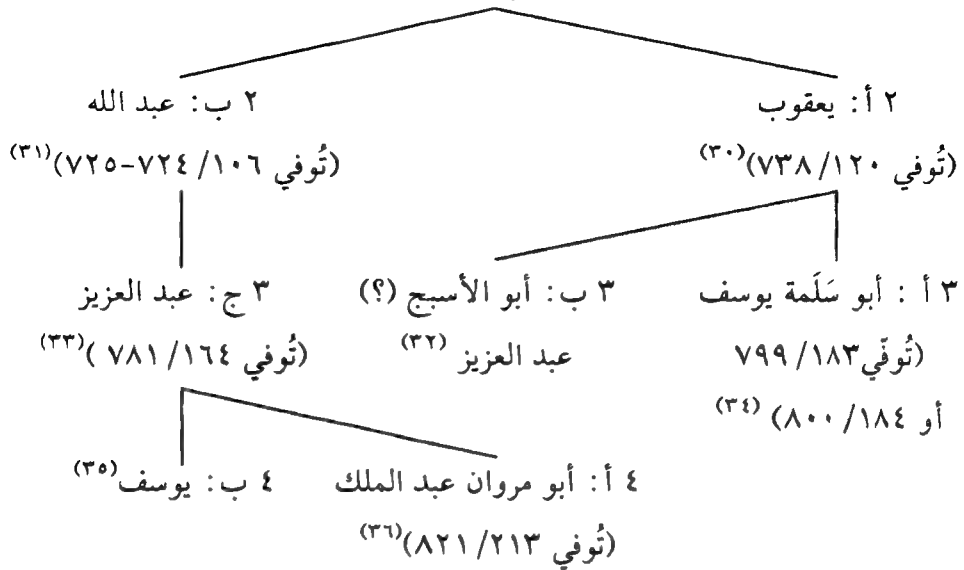 ٢ أ: يعقوب ٢ ب: عبد الله
(تُوفي ١٢٠/٧٣٨)(٣٠) (تُوفي ١٠٦/٧٢٤-٧٢٥)(٣١)
٣ أ : أبو سَلَمة يوسف ٣ ب: أبو الأسبج (؟) ٣ ج: عبد العزيز
(تُوفّي ١٨٣/٧٩٩ عبد العزيز (٣٢) (تُوفي ١٦٤/٧٨١ )(٣٣)
أو ١٨٤/٨٠٠) (٣٤)
٤ أ: أبو مروان عبد الملك ٤ ب: يوسف(٣٥)
(تُوفي ٢١٣/٨٢١)(٣٦)